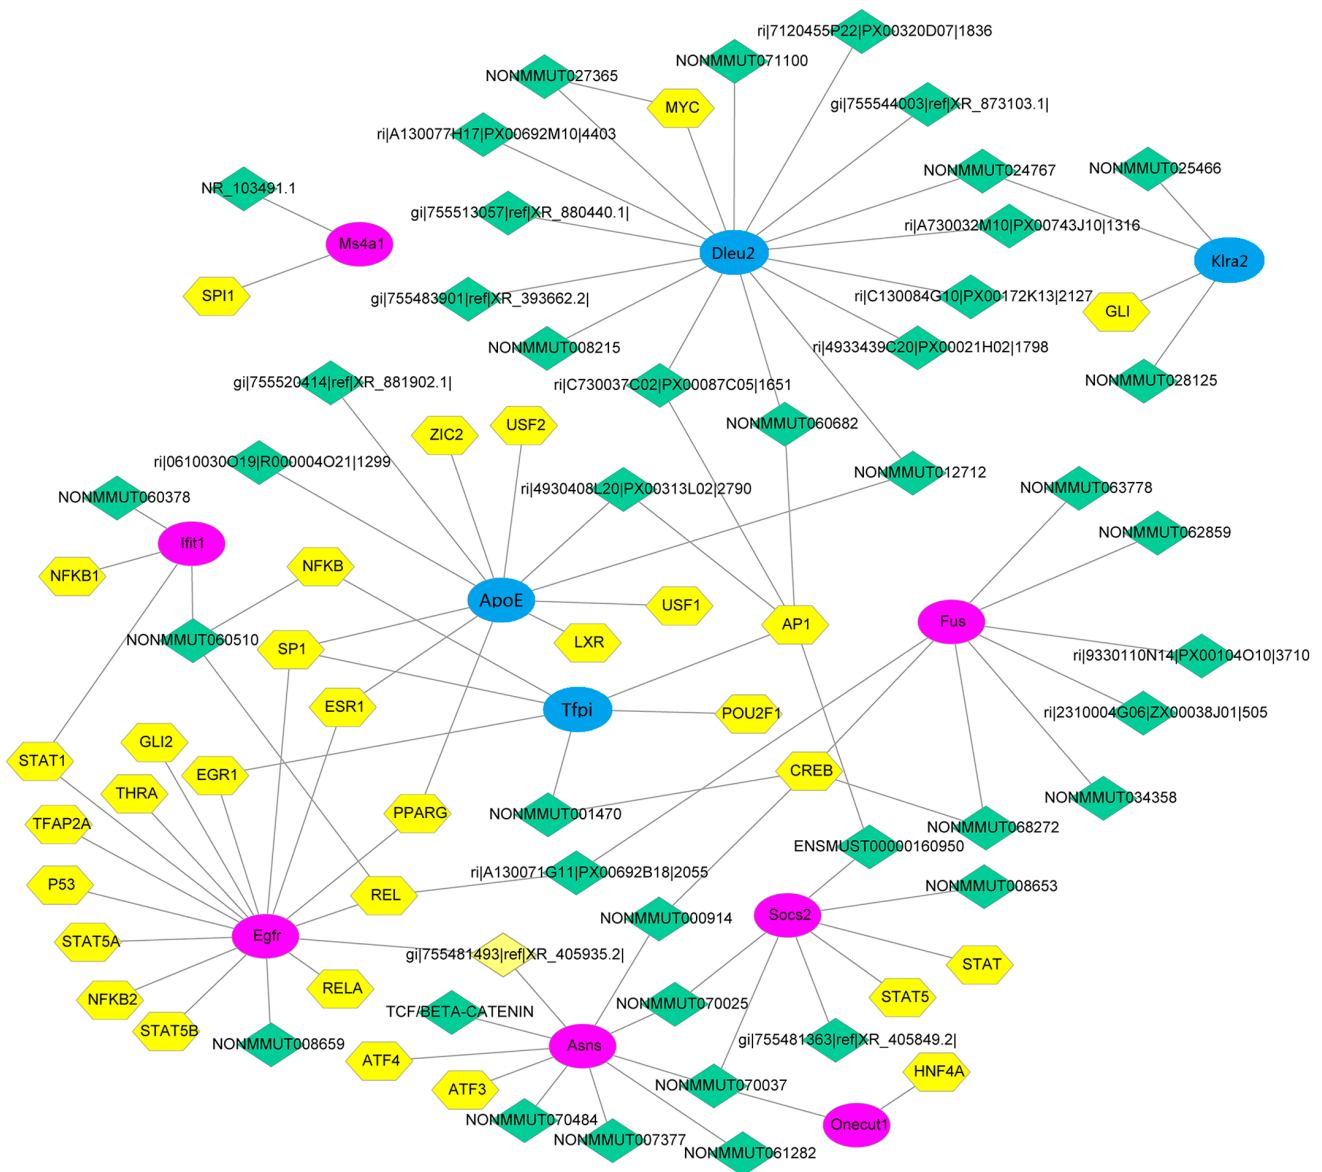 ri|7120455P22|PX00320D07|1836
NONMMUT071100
NONMMUT027365
MYC
gi|755544003|ref|XR_873103.1|
ri|A130077H17|PX00692M10|4403
NONMMUT024767
NONMMUT025466
NR_103491.1
gi|755513057|ref|XR_880440.1|
ri|A730032M10|PX00743J10|1316
Ms4a1
Dleu2
Klra2
SPI1
gi|755483901|ref|XR_393662.2|
ri|C130084G10|PX00172K13|2127
GLI
NONMMUT008215
ri|4933439C20|PX00021H02|1798
gi|755520414|ref|XR_881902.1|
ri|C730037C02|PX00087C05|1651
NONMMUT028125
ZIC2
USF2
NONMMUT060682
ri|0610030O19|R000004O21|1299
NONMMUT012712
ri|4930408L20|PX00313L02|2790
NONMMUT063778
NONMMUT060378
NONMMUT062859
Ifit1
NFKB1
NFKB
ApoE
USF1
AP1
Fus
NONMMUT060510
SP1
LXR
ri|9330110N14|PX00104O10|3710
ESR1
Tfpi
POU2F1
ri|2310004G06|ZX00038J01|505
GLI2
STAT1
EGR1
CREB
THRA
NONMMUT034358
PPARG
NONMMUT001470
TFAP2A
NONMMUT068272
ENSMUST00000160950
ri|A130071G11|PX00692B18|2055
P53
REL
NONMMUT008653
NONMMUT000914
Socs2
Egfr
STAT5A
gi|755481493|ref|XR_405935.2|
STAT
RELA
NFKB2
STAT5
NONMMUT070025
TCF/BETA-CATENIN
STAT5B
gi|755481363|ref|XR_405849.2|
NONMMUT008659
Asns
ATF4
HNF4A
NONMMUT070037
ATF3
NONMMUT070484
Onecut1
NONMMUT007377
NONMMUT061282